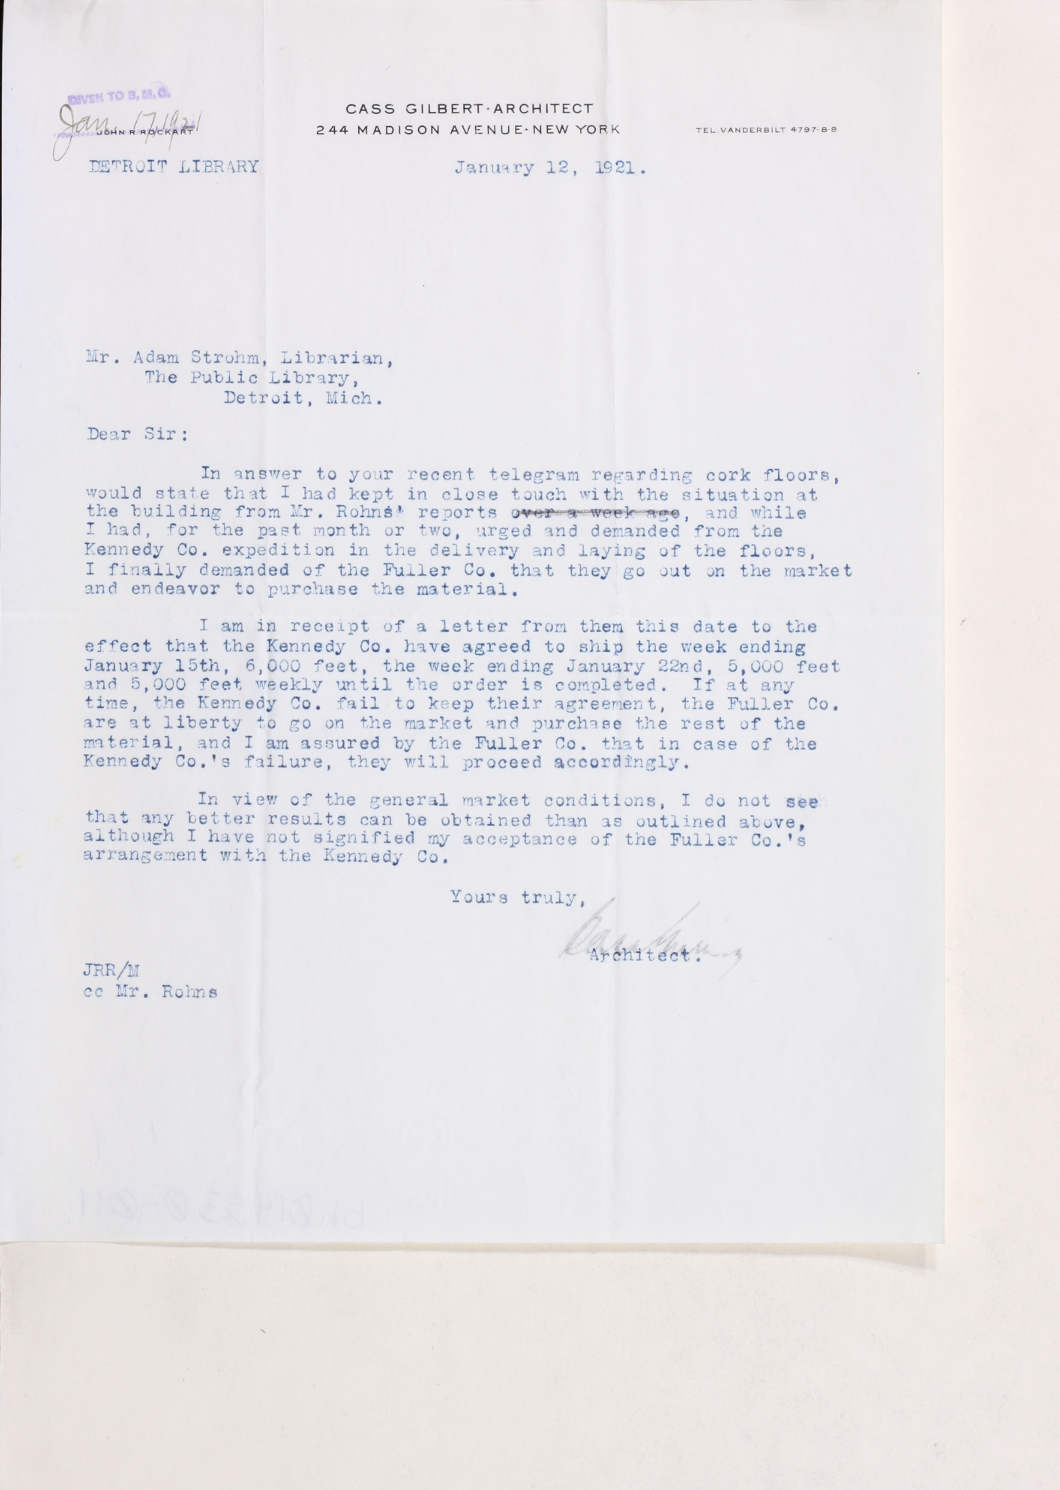 GIVEN TO B.M.C.
Jan. 17, 1921
JOHN R ROCKART
CASS GILBERT·ARCHITECT
244 MADISON AVENUE·NEW YORK
TEL. VANDERBILT 4797-8-9
DETROIT LIBRARY
January 12, 1921.
Mr. Adam Strohm, Librarian,
The Public Library,
Detroit, Mich.
Dear Sir:
In answer to your recent telegram regarding cork floors,
would state that I had kept in close touch with the situation at
the building from Mr. Rohns' reports over a week ago, and while
I had, for the past month or two, urged and demanded from the
Kennedy Co. expedition in the delivery and laying of the floors,
I finally demanded of the Fuller Co. that they go out on the market
and endeavor to purchase the material.
I am in receipt of a letter from them this date to the
effect that the Kennedy Co. have agreed to ship the week ending
January 15th, 6,000 feet, the week ending January 22nd, 5,000 feet
and 5,000 feet weekly until the order is completed. If at any
time, the Kennedy Co. fail to keep their agreement, the Fuller Co.
are at liberty to go on the market and purchase the rest of the
material, and I am assured by the Fuller Co. that in case of the
Kennedy Co.'s failure, they will proceed accordingly.
In view of the general market conditions, I do not see
that any better results can be obtained than as outlined above,
although I have not signified my acceptance of the Fuller Co.'s
arrangement with the Kennedy Co.
Yours truly,
Cass Gilbert
Architect.
JRR/M
cc Mr. Rohns